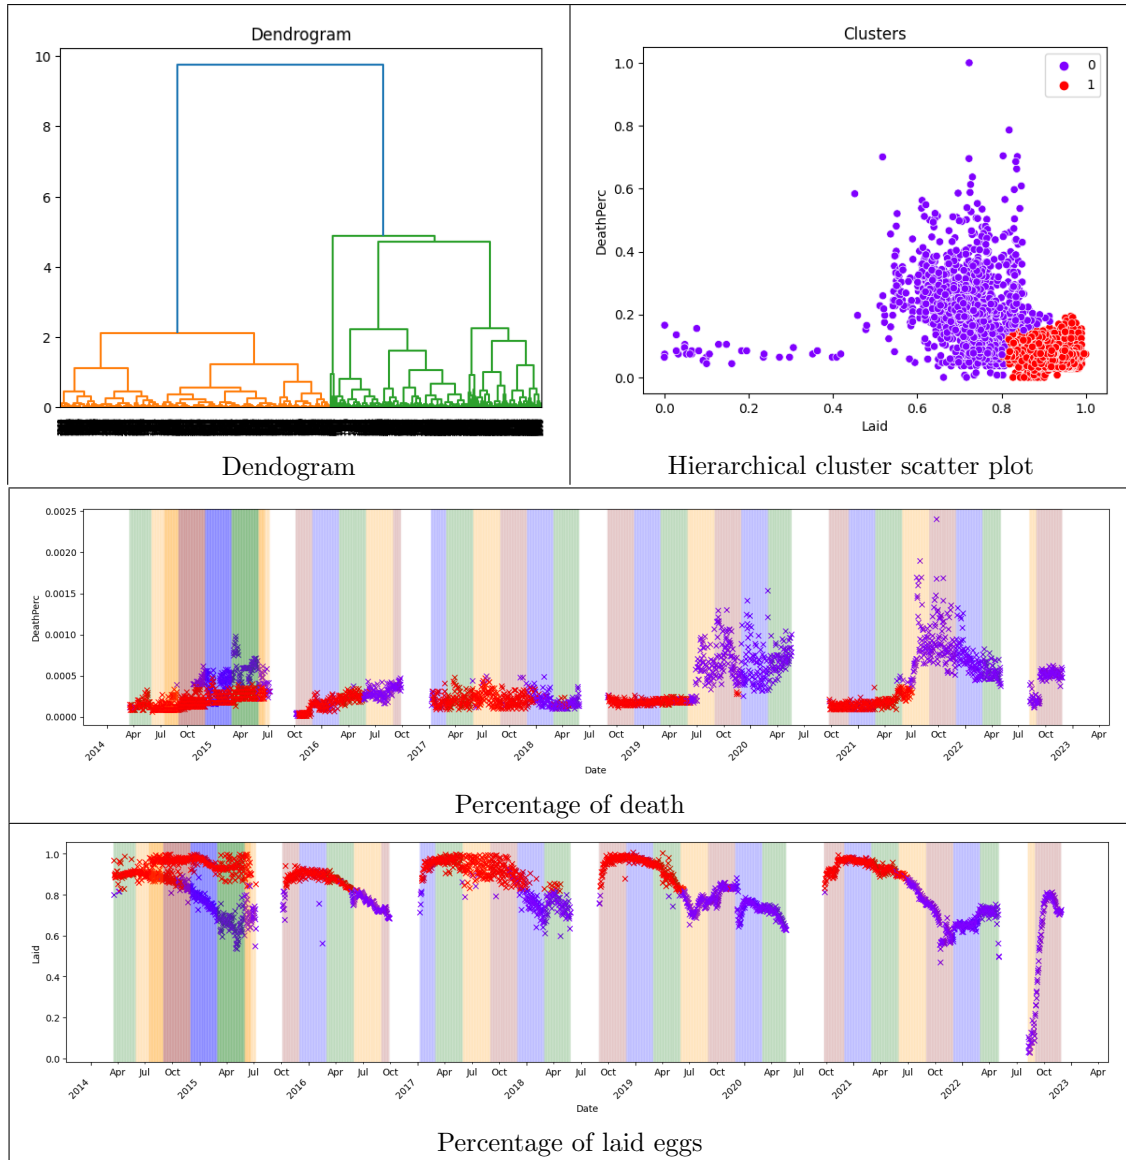 Dendrogram
10
8
6
4
2
0
Dendogram
Clusters
0
1
1.0
0.8
0.6
0.4
0.2
0.0
DeathPerc
0.0 0.2 0.4 0.6 0.8 1.0
Laid
Hierarchical cluster scatter plot
0.0025
0.0020
0.0015
0.0010
0.0005
0.0000
DeathPerc
2014 Apr Jul Oct 2015 Apr Jul Oct 2016 Apr Jul Oct 2017 Apr Jul Oct 2018 Apr Jul Oct 2019 Apr Jul Oct 2020 Apr Jul Oct 2021 Apr Jul Oct 2022 Apr Jul Oct 2023 Apr
Date
Percentage of death
1.0
0.8
0.6
0.4
0.2
0.0
Laid
2014 Apr Jul Oct 2015 Apr Jul Oct 2016 Apr Jul Oct 2017 Apr Jul Oct 2018 Apr Jul Oct 2019 Apr Jul Oct 2020 Apr Jul Oct 2021 Apr Jul Oct 2022 Apr Jul Oct 2023 Apr
Date
Percentage of laid eggs